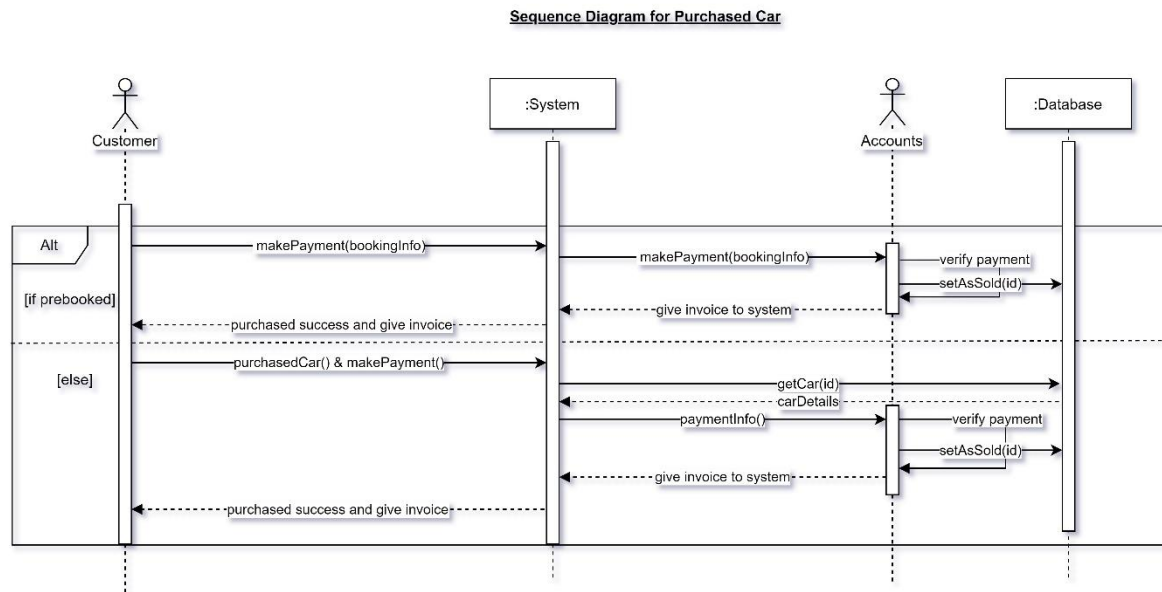 Sequence Diagram for Purchased Car
:System
:Database
Customer
Accounts
Alt
makePayment(bookingInfo)
makePayment(bookingInfo)
verify payment
setAsSold(id)
[if prebooked]
give invoice to system
purchased success and give invoice
purchasedCar() & makePayment()
[else]
getCar(id)
carDetails
paymentInfo()
verify payment
setAsSold(id)
give invoice to system
purchased success and give invoice